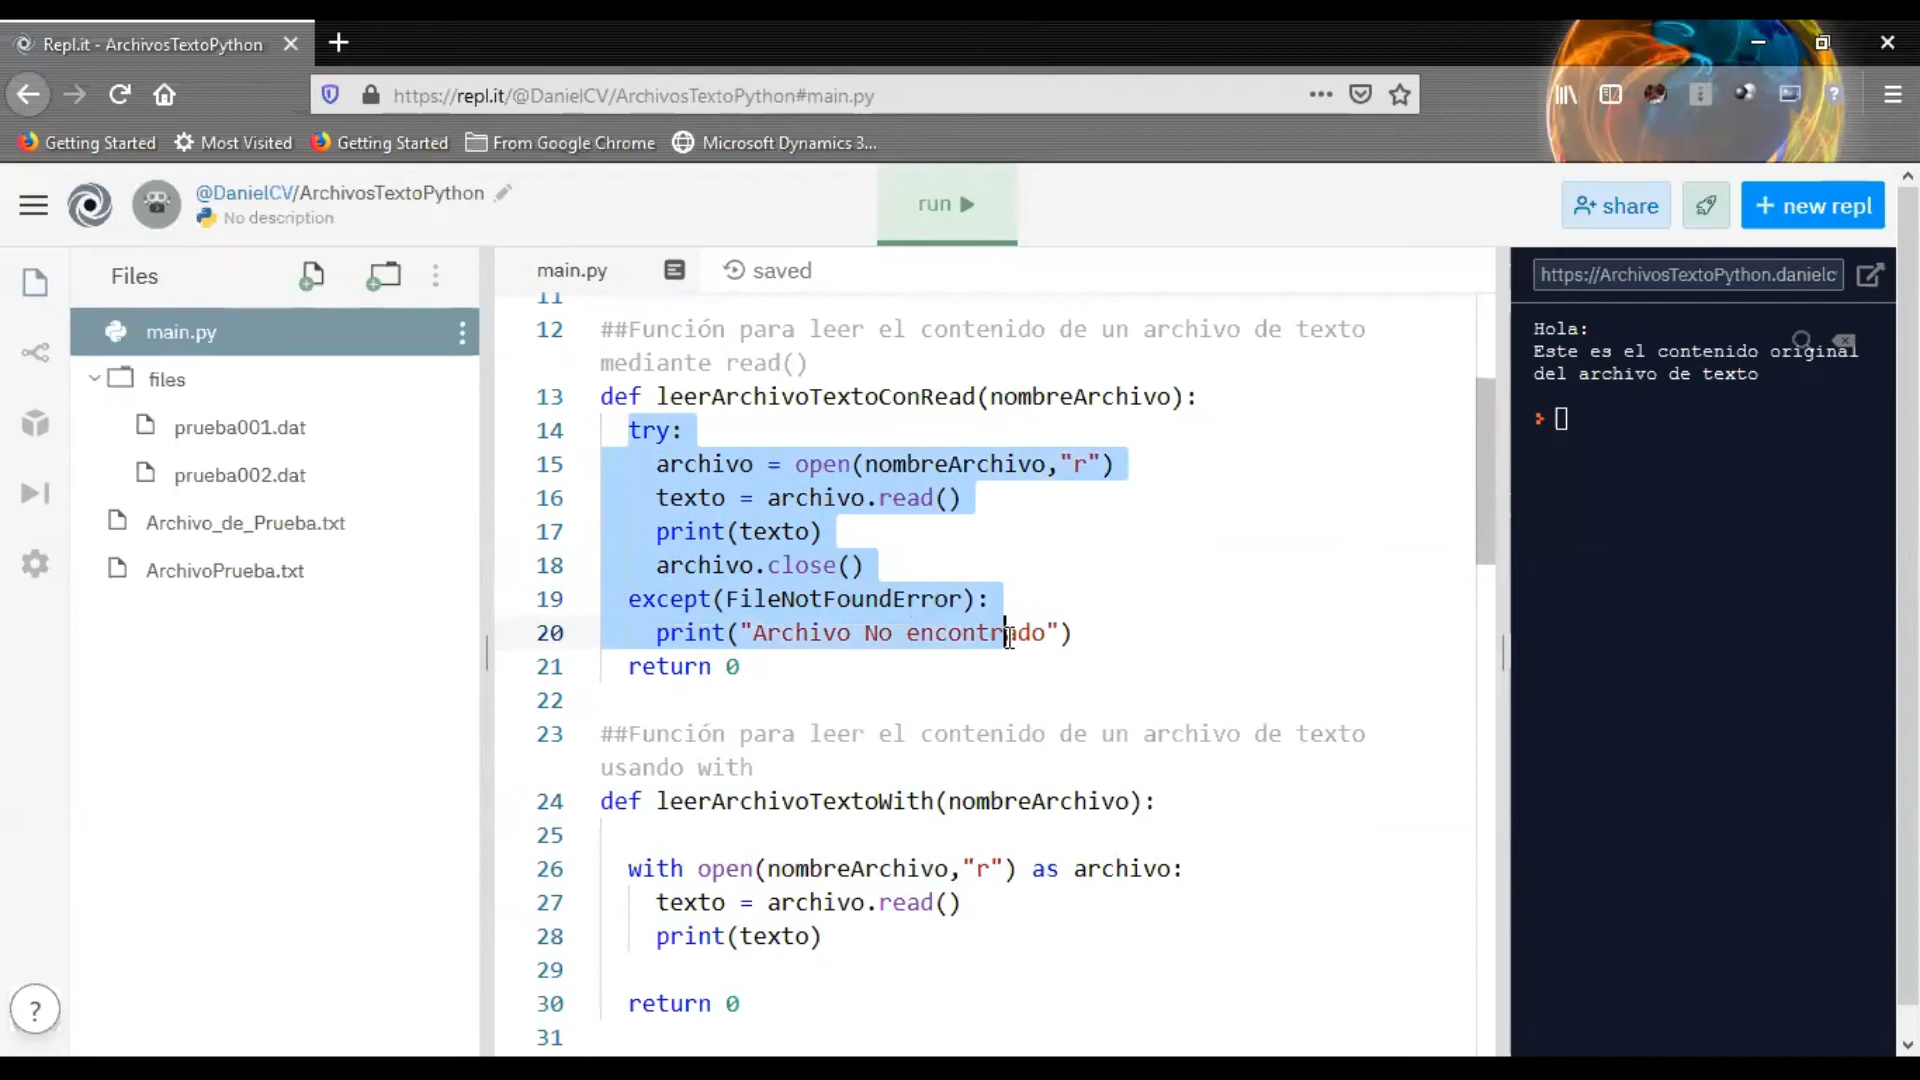 Repl.it - ArchivosTextoPython
https://repl.it/@DanielCV/ArchivosTextoPython#main.py
Getting Started Most Visited Getting Started From Google Chrome Microsoft Dynamics 3...
@DanielCV/ArchivosTextoPython
No description
run
share
+ new repl
Files
main.py
files
prueba001.dat
prueba002.dat
Archivo_de_Prueba.txt
ArchivoPrueba.txt
?
main.py
saved
11
12 ##Función para leer el contenido de un archivo de texto
mediante read()
13 def leerArchivoTextoConRead(nombreArchivo):
14 try:
15 archivo = open(nombreArchivo,"r")
16 texto = archivo.read()
17 print(texto)
18 archivo.close()
19 except(FileNotFoundError):
20 print("Archivo No encontrado")
21 return 0
22
23 ##Función para leer el contenido de un archivo de texto
usando with
24 def leerArchivoTextoWith(nombreArchivo):
25
26 with open(nombreArchivo,"r") as archivo:
27 texto = archivo.read()
28 print(texto)
29
30 return 0
31
https://ArchivosTextoPython.danielc
Hola:
Este es el contenido original
del archivo de texto